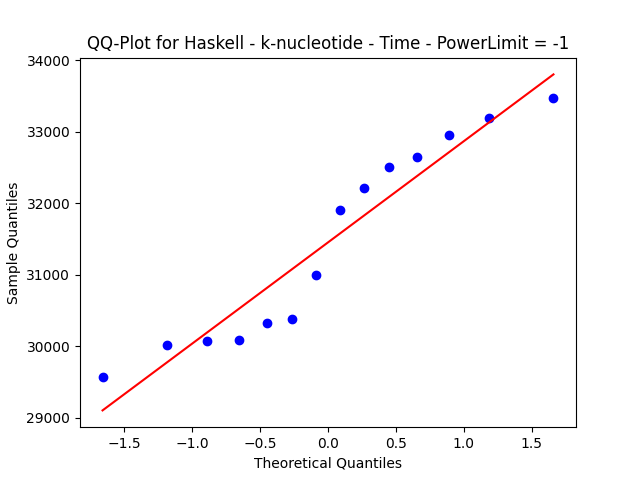 QQ-Plot for Haskell - k-nucleotide - Time - PowerLimit = -1
34000
33000
32000
31000
30000
29000
Sample Quantiles
−1.5 −1.0 −0.5 0.0 0.5 1.0 1.5
Theoretical Quantiles